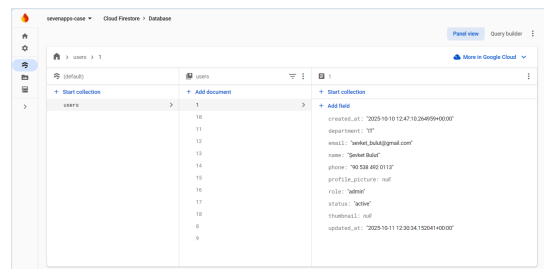 sevenapps-core
Cloud Firestore > Database
Panel view
Query builder
users > 1
More in Google Cloud
(default)
users
1
+ Start collection
+ Add document
+ Start collection
users
1
+ Add field
10
11
12
13
14
15
16
17
18
8
9
created_at: "2025-10-10 12:47:10.264959+00:00"
department: "IT"
email: "sevket_bulut@gmail.com"
name: "Şevket Bulut"
phone: "90 538 492 0113"
profile_picture: null
role: "admin"
status: "active"
thumbnail: null
updated_at: "2025-10-11 12:30:34.152041+00:00"